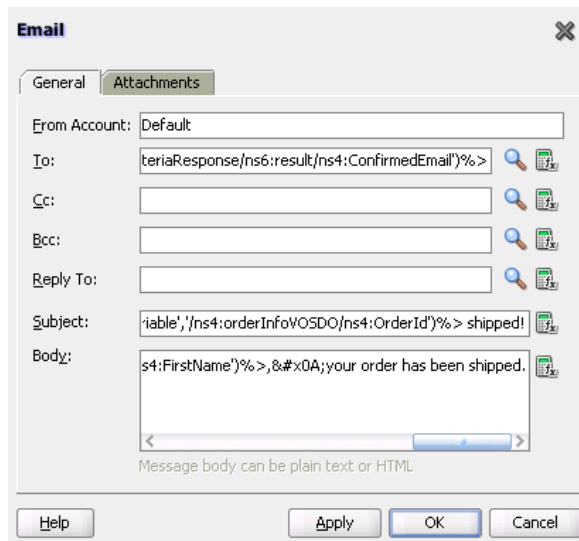 Email
General Attachments
From Account: Default
To: teriaResponse/ns6:result/ns4:ConfirmedEmail')%>
Cc:
Bcc:
Reply To:
Subject: riable','/ns4:orderInfoVOSDO/ns4:OrderId')%> shipped!
Body: s4:FirstName')%>,&#x0A;your order has been shipped.
Message body can be plain text or HTML
Help Apply OK Cancel